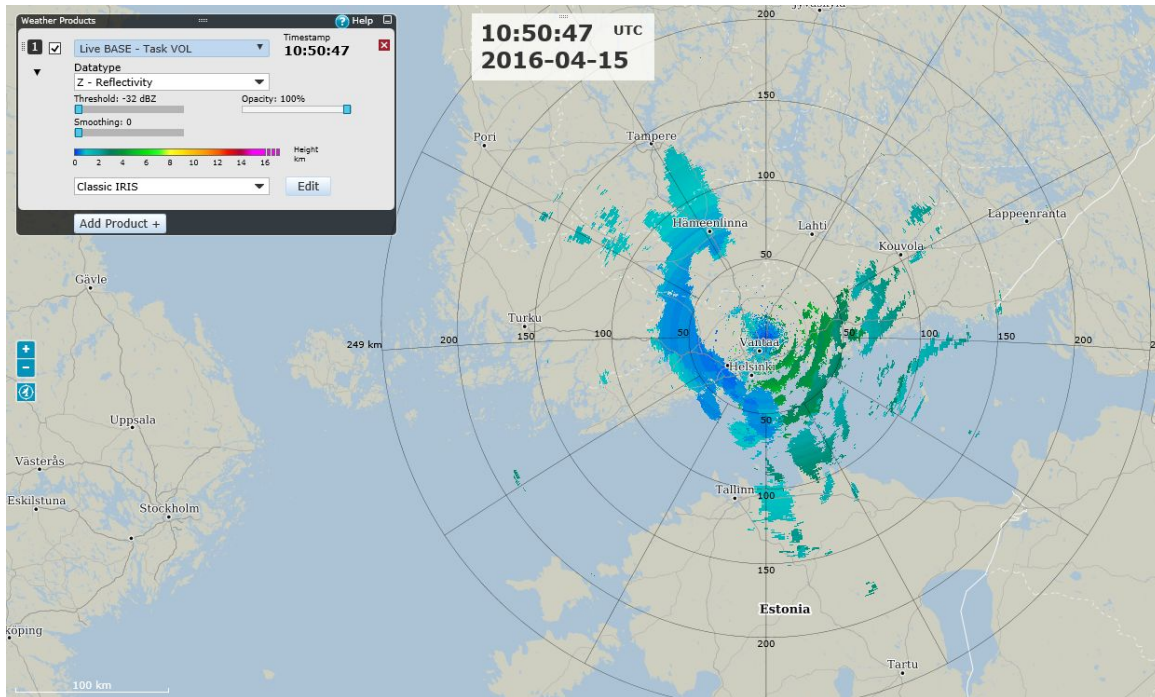 Weather Products
Help
1
Live BASE - Task VOL
Timestamp
10:50:47
Datatype
Z - Reflectivity
Threshold: -32 dBZ
Opacity: 100%
Smoothing: 0
0 2 4 6 8 10 12 14 16
Height
km
Classic IRIS
Edit
Add Product +
10:50:47 UTC
2016-04-15
200
Jyväskylä
150
Pori
Tampere
100
Lappeenranta
Hämeenlinna
Lahti
Kouvola
50
Gävle
Turku
249 km
200
150
100
50
50
100
150
200
Vantaa
Helsinki
Uppsala
50
Västerås
Eskilstuna
Stockholm
Tallinn
100
150
Estonia
köping
200
Tartu
100 km